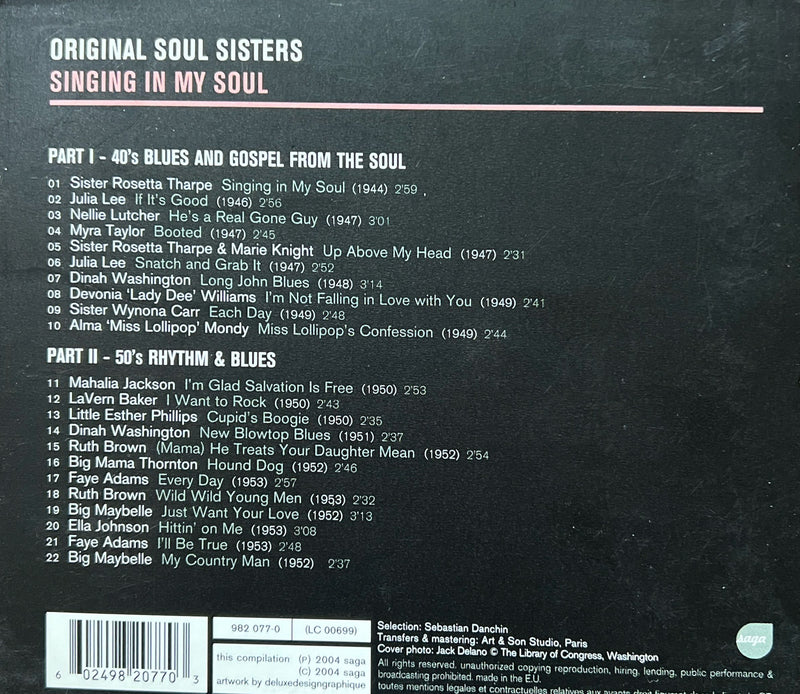 ORIGINAL SOUL SISTERS
SINGING IN MY SOUL
PART I - 40's BLUES AND GOSPEL FROM THE SOUL
01 Sister Rosetta Tharpe Singing in My Soul (1944) 2'59
02 Julia Lee If It's Good (1946) 2'56
03 Nellie Lutcher He's a Real Gone Guy (1947) 3'01
04 Myra Taylor Booted (1947) 2'45
05 Sister Rosetta Tharpe & Marie Knight Up Above My Head (1947) 2'31
06 Julia Lee Snatch and Grab It (1947) 2'52
07 Dinah Washington Long John Blues (1948) 3'14
08 Devonia 'Lady Dee' Williams I'm Not Falling in Love with You (1949) 2'41
09 Sister Wynona Carr Each Day (1949) 2'48
10 Alma 'Miss Lollipop' Mondy Miss Lollipop's Confession (1949) 2'44
PART II - 50's RHYTHM & BLUES
11 Mahalia Jackson I'm Glad Salvation Is Free (1950) 2'53
12 LaVern Baker I Want to Rock (1950) 2'43
13 Little Esther Phillips Cupid's Boogie (1950) 2'35
14 Dinah Washington New Blowtop Blues (1951) 2'37
15 Ruth Brown (Mama) He Treats Your Daughter Mean (1952) 2'54
16 Big Mama Thornton Hound Dog (1952) 2'46
17 Faye Adams Every Day (1953) 2'57
18 Ruth Brown Wild Wild Young Men (1953) 2'32
19 Big Maybelle Just Want Your Love (1952) 3'13
20 Ella Johnson Hittin' on Me (1953) 3'08
21 Faye Adams I'll Be True (1953) 2'48
22 Big Maybelle My Country Man (1952) 2'37
6 02498 20770 3
982 077-0 (LC 00699)
this compilation (P) 2004 saga
(C) 2004 saga
artwork by deluxedesigngraphique
Selection: Sebastian Danchin
Transfers & mastering: Art & Son Studio, Paris
Cover photo: Jack Delano © The Library of Congress, Washington
All rights reserved. unauthorized copying reproduction, hiring, lending, public performance &
broadcasting prohibited. made in the E.U.
toutes mentions légales et contractuelles relatives aux
saga